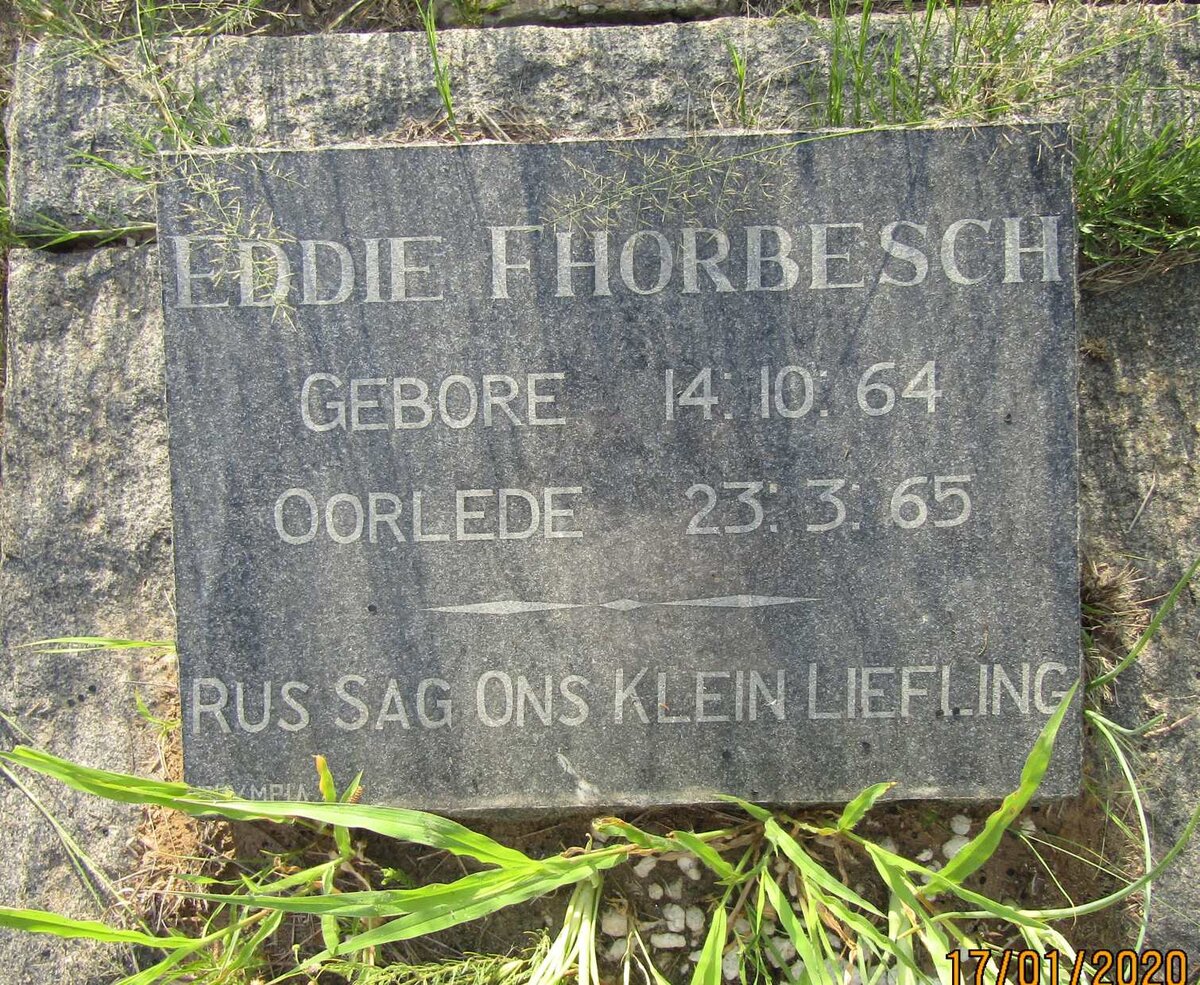 EDDIE FHORBESCH
GEBORE 14: 10: 64
OORLEDE 23: 3: 65
RUS SAG ONS KLEIN LIEFLING
17/01/2020